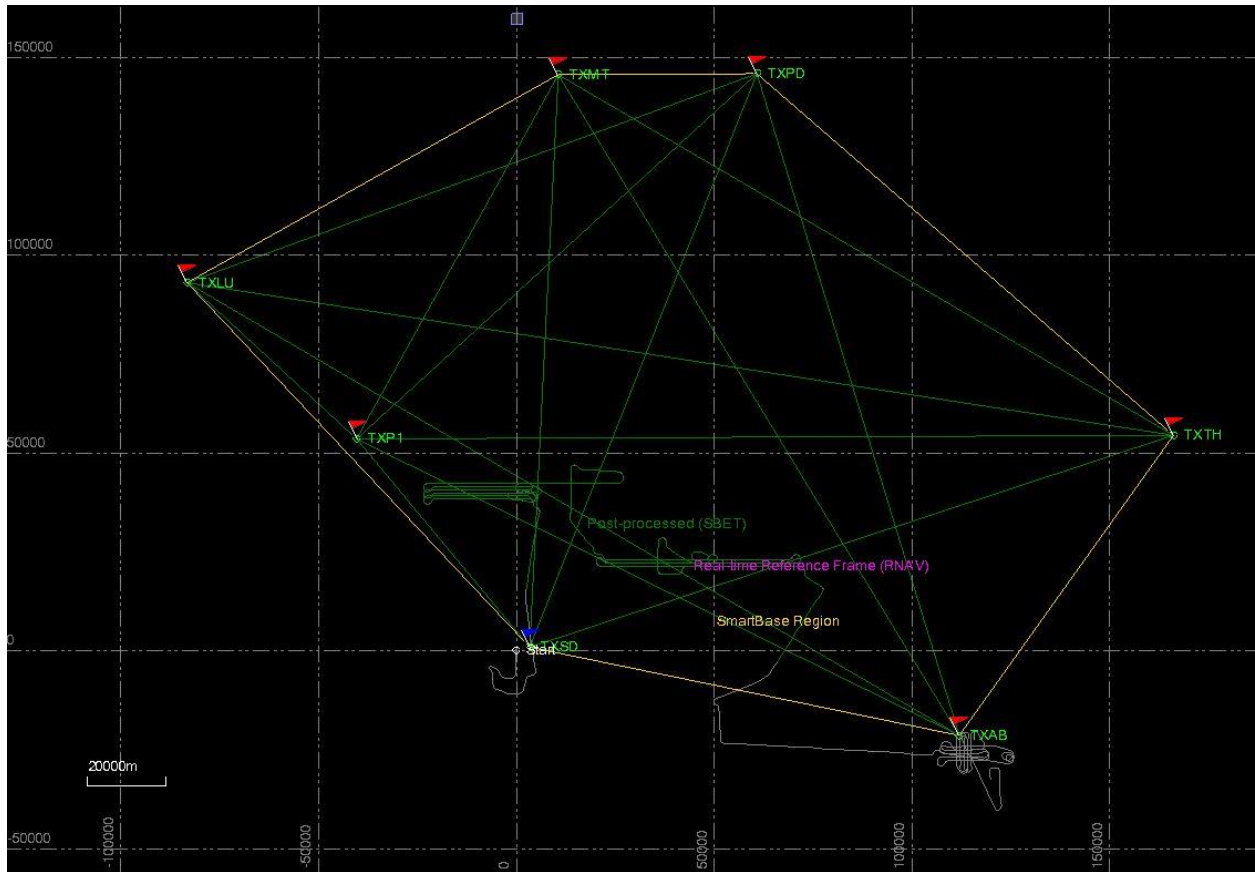 150000
TXMT
TXPD
100000
TXLU
TXP1
TXTH
50000
Post-processed (SBET)
Real-time Reference Frame (RNAV)
SmartBase Region
0
Start
TXSD
TXAB
20000m
-50000
-100000
-50000
0
50000
100000
150000